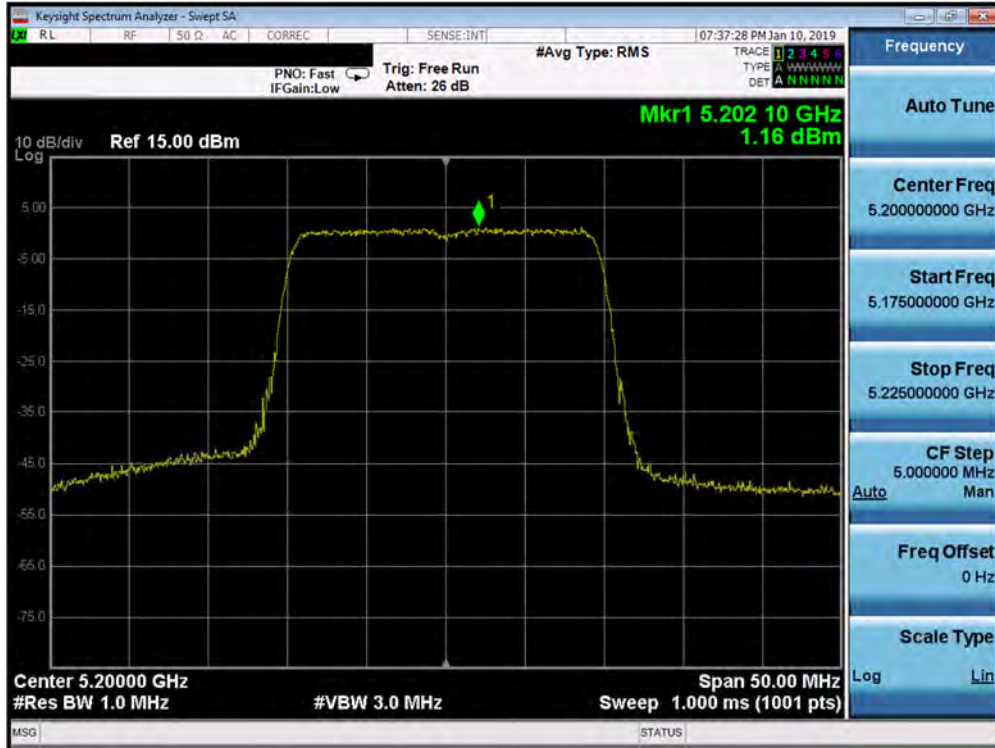 Keysight Spectrum Analyzer - Swept SA
LXI RL RF 50 Ω AC CORREC SENSE:INT 07:37:28 PM Jan 10, 2019
#Avg Type: RMS TRACE 1 2 3 4 5 6
PNO: Fast Trig: Free Run TYPE A WWWWW
IFGain:Low Atten: 26 dB DET A N N N N N
Mkr1 5.202 10 GHz
1.16 dBm
10 dB/div Ref 15.00 dBm
Log
1
5.00
-5.00
-15.0
-25.0
-35.0
-45.0
-55.0
-65.0
-75.0
Center 5.20000 GHz Span 50.00 MHz
#Res BW 1.0 MHz #VBW 3.0 MHz Sweep 1.000 ms (1001 pts)
MSG STATUS
Frequency
Auto Tune
Center Freq
5.200000000 GHz
Start Freq
5.175000000 GHz
Stop Freq
5.225000000 GHz
CF Step
5.000000 MHz
Auto Man
Freq Offset
0 Hz
Scale Type
Log Lin